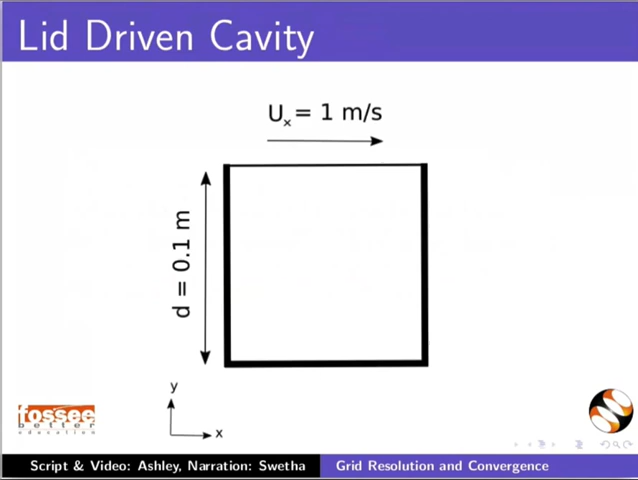 Lid Driven Cavity
Uₓ = 1 m/s
d = 0.1 m
y
x
fossee
better
education
Script & Video: Ashley, Narration: Swetha
Grid Resolution and Convergence